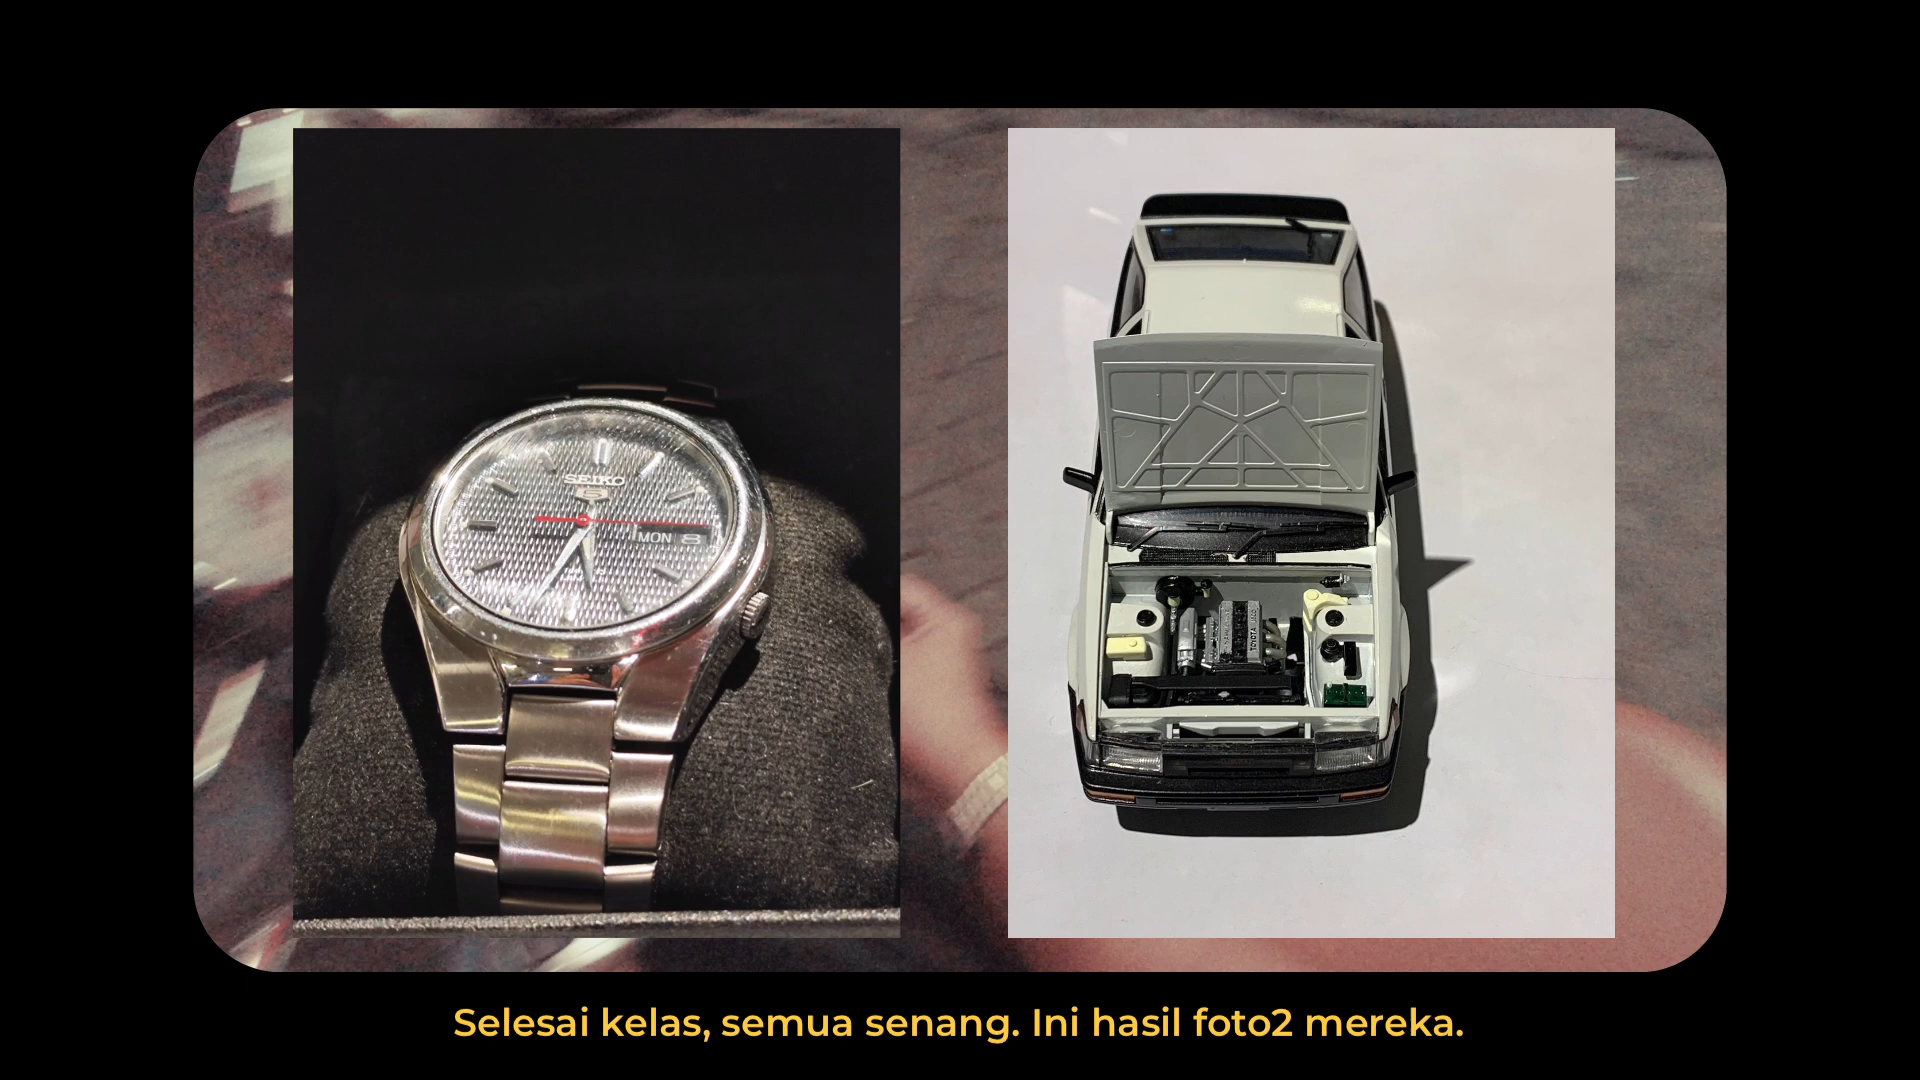 SEIKO
5
MON 8
TOYOTA
Selesai kelas, semua senang. Ini hasil foto2 mereka.